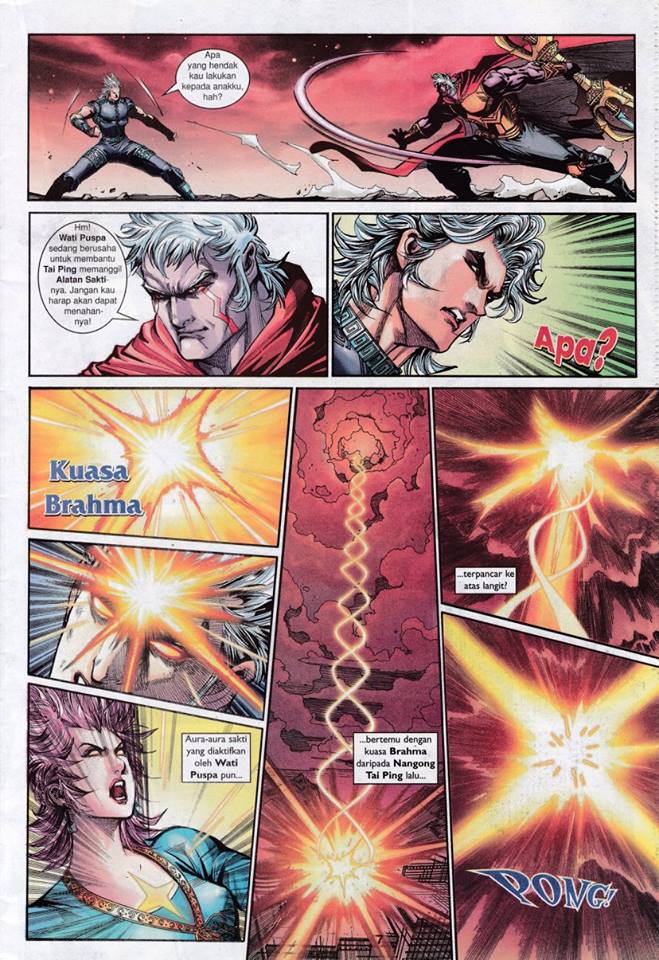 Apa
yang hendak
kau lakukan
kepada anakku,
hah?
Hm!
Wati Puspa
sedang berusaha
untuk membantu
Tai Ping memanggil
Alatan Sakti-
nya. Jangan kau
harap akan dapat
menahan-
nya!
Apa?
Kuasa
Brahma
Aura-aura sakti
yang diaktifkan
oleh Wati
Puspa pun...
...bertemu dengan
kuasa Brahma
daripada Nangong
Tai Ping lalu...
...terpancar ke
atas langit?
PONG!
7